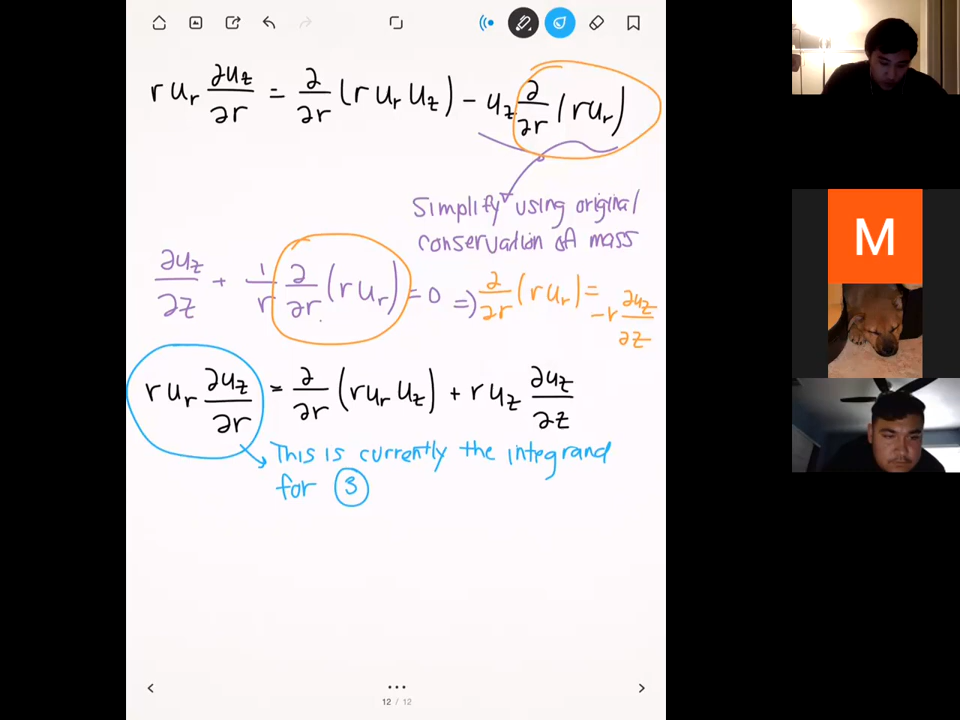 r u_r ∂u_z/∂r = ∂/∂r (r u_r u_z) - u_z ∂/∂r (r u_r)
Simplify using original
conservation of mass
∂u_z/∂z + 1/r ∂/∂r (r u_r) = 0 => ∂/∂r (r u_r) = -r ∂u_z/∂z
r u_r ∂u_z/∂r = ∂/∂r (r u_r u_z) + r u_z ∂u_z/∂z
This is currently the integrand
for ③
12 / 12
M